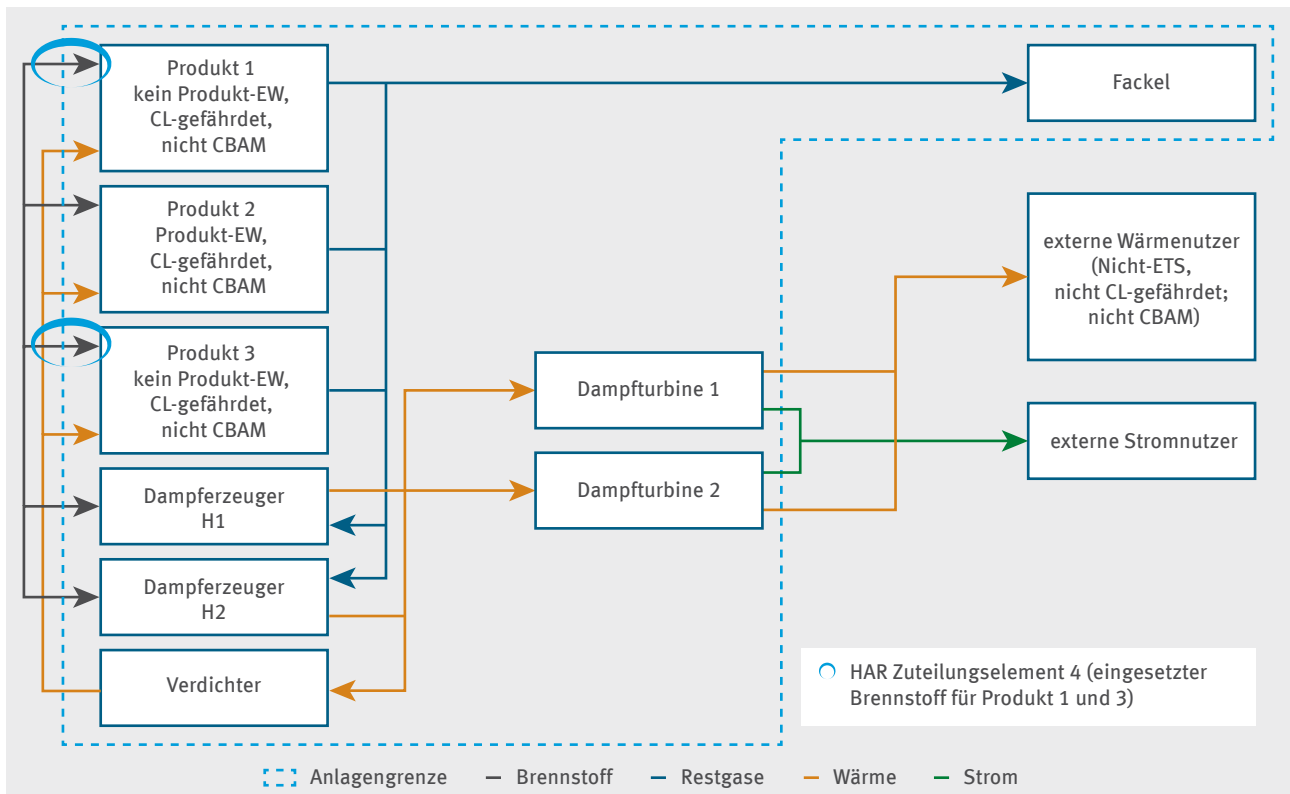 Produkt 1
kein Produkt-EW,
CL-gefährdet,
nicht CBAM
Fackel
Produkt 2
Produkt-EW,
CL-gefährdet,
nicht CBAM
externe Wärmenutzer
(Nicht-ETS,
nicht CL-gefährdet;
nicht CBAM)
Produkt 3
kein Produkt-EW,
CL-gefährdet,
nicht CBAM
Dampfturbine 1
externe Stromnutzer
Dampferzeuger
H1
Dampfturbine 2
Dampferzeuger
H2
Verdichter
HAR Zuteilungselement 4 (eingesetzter
Brennstoff für Produkt 1 und 3)
Anlagengrenze
Brennstoff
Restgase
Wärme
Strom